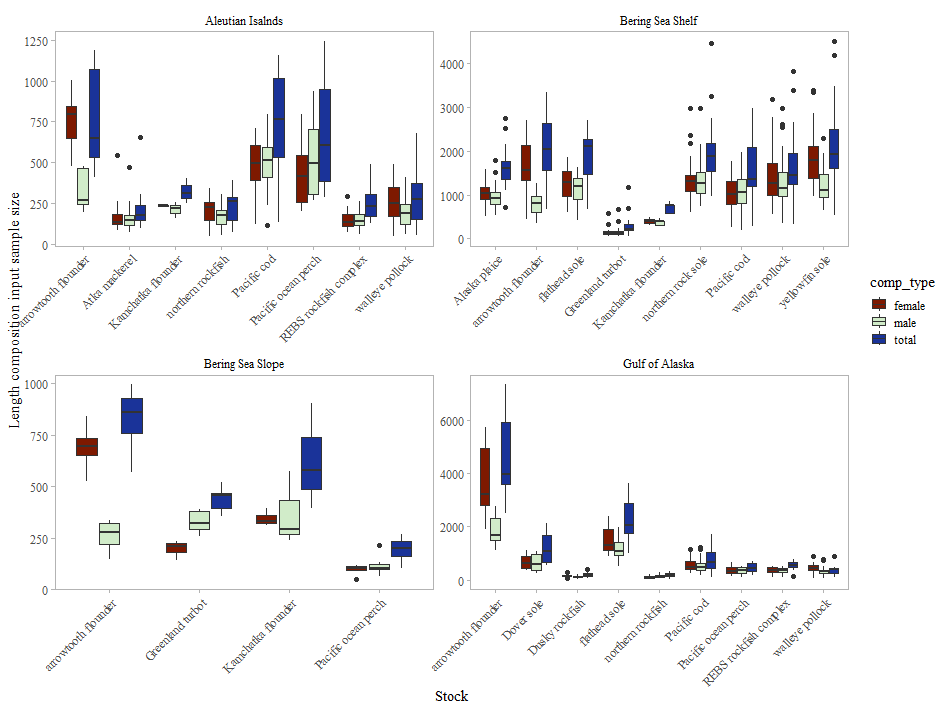 Aleutian Isalnds
Bering Sea Shelf
1250
1000
750
500
250
0
4000
3000
2000
1000
0
arrowtooth flounder
Atka mackerel
Kamchatka flounder
northern rockfish
Pacific cod
Pacific ocean perch
REBS rockfish complex
walleye pollock
Alaska plaice
arrowtooth flounder
flathead sole
Greenland turbot
Kamchatka flounder
northern rock sole
Pacific cod
walleye pollock
yellowfin sole
Length composition input sample size
comp_type
female
male
total
Bering Sea Slope
Gulf of Alaska
1000
750
500
250
0
6000
4000
2000
0
arrowtooth flounder
Greenland turbot
Kamchatka flounder
Pacific ocean perch
arrowtooth flounder
Dover sole
Dusky rockfish
flathead sole
northern rockfish
Pacific cod
Pacific ocean perch
REBS rockfish complex
walleye pollock
Stock